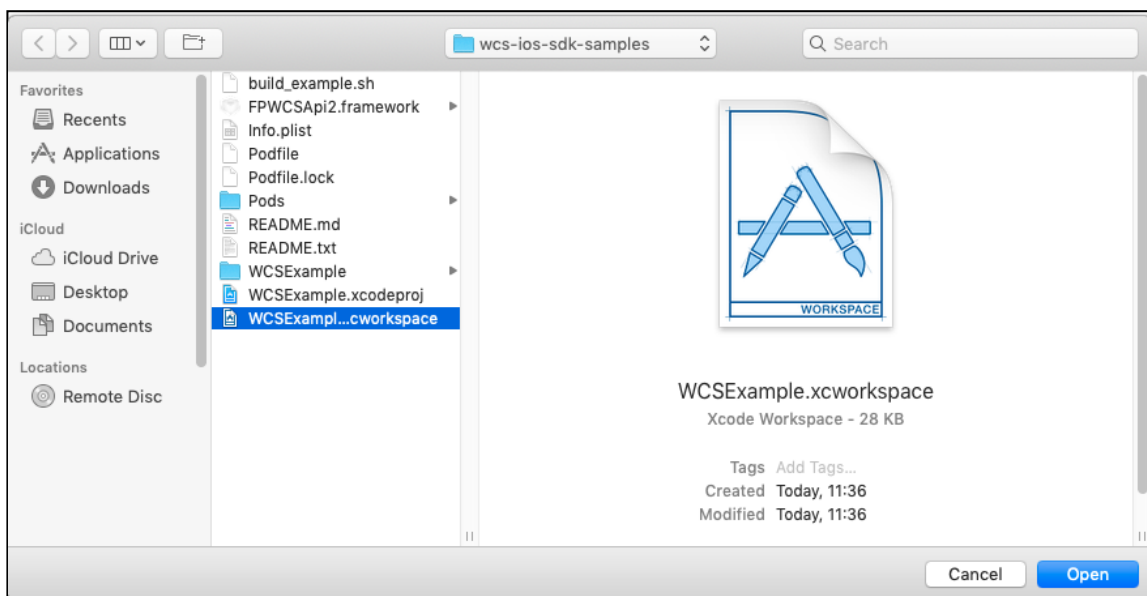 wcs-ios-sdk-samples
Search
Favorites
Recents
Applications
Downloads
iCloud
iCloud Drive
Desktop
Documents
Locations
Remote Disc
build_example.sh
FPWCSApi2.framework
Info.plist
Podfile
Podfile.lock
Pods
README.md
README.txt
WCSExample
WCSExample.xcodeproj
WCSExampl...cworkspace
WORKSPACE
WCSExample.xcworkspace
Xcode Workspace - 28 KB
Tags Add Tags...
Created Today, 11:36
Modified Today, 11:36
Cancel
Open